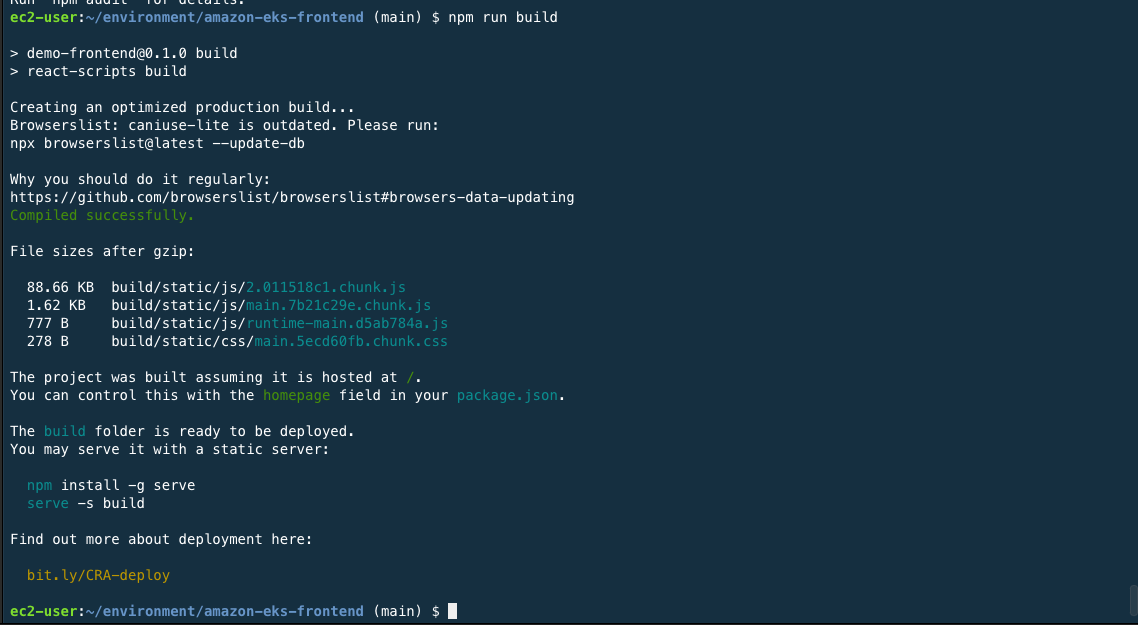 Run `npm audit` for details.
ec2-user:~/environment/amazon-eks-frontend (main) $ npm run build
> demo-frontend@0.1.0 build
> react-scripts build
Creating an optimized production build...
Browserslist: caniuse-lite is outdated. Please run:
npx browserslist@latest --update-db
Why you should do it regularly:
https://github.com/browserslist/browserslist#browsers-data-updating
Compiled successfully.
File sizes after gzip:
88.66 KB build/static/js/2.011518c1.chunk.js
1.62 KB build/static/js/main.7b21c29e.chunk.js
777 B build/static/js/runtime-main.d5ab784a.js
278 B build/static/css/main.5ecd60fb.chunk.css
The project was built assuming it is hosted at /.
You can control this with the homepage field in your package.json.
The build folder is ready to be deployed.
You may serve it with a static server:
npm install -g serve
serve -s build
Find out more about deployment here:
bit.ly/CRA-deploy
ec2-user:~/environment/amazon-eks-frontend (main) $